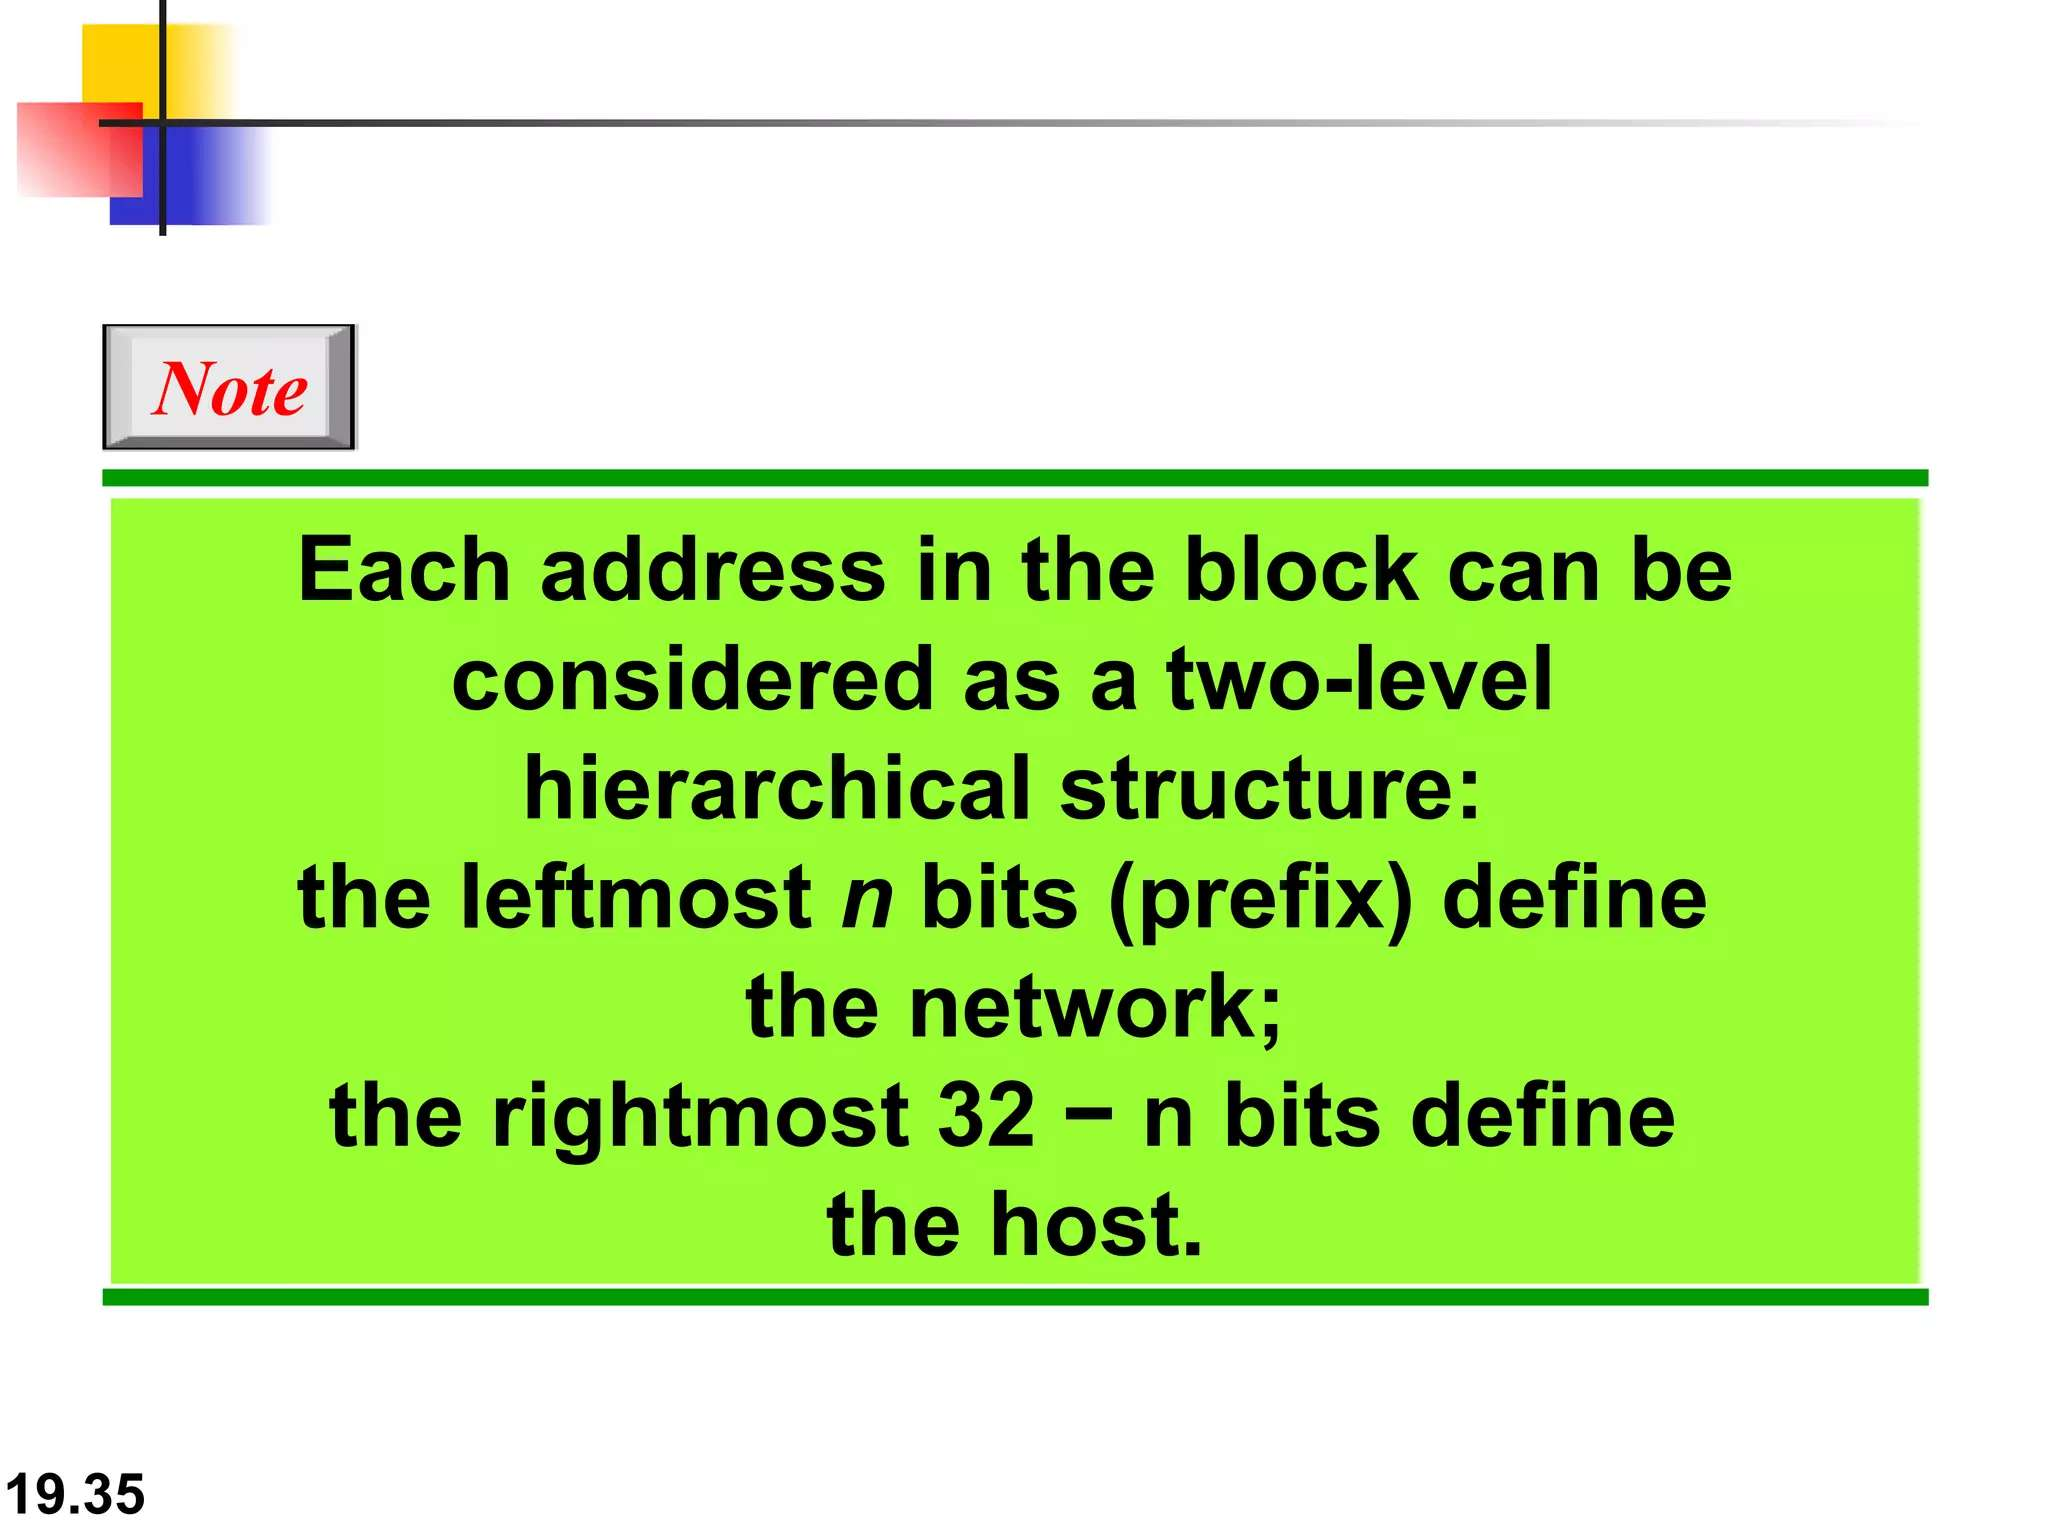 Note
Each address in the block can be
considered as a two-level
hierarchical structure:
the leftmost n bits (prefix) define
the network;
the rightmost 32 − n bits define
the host.
19.35